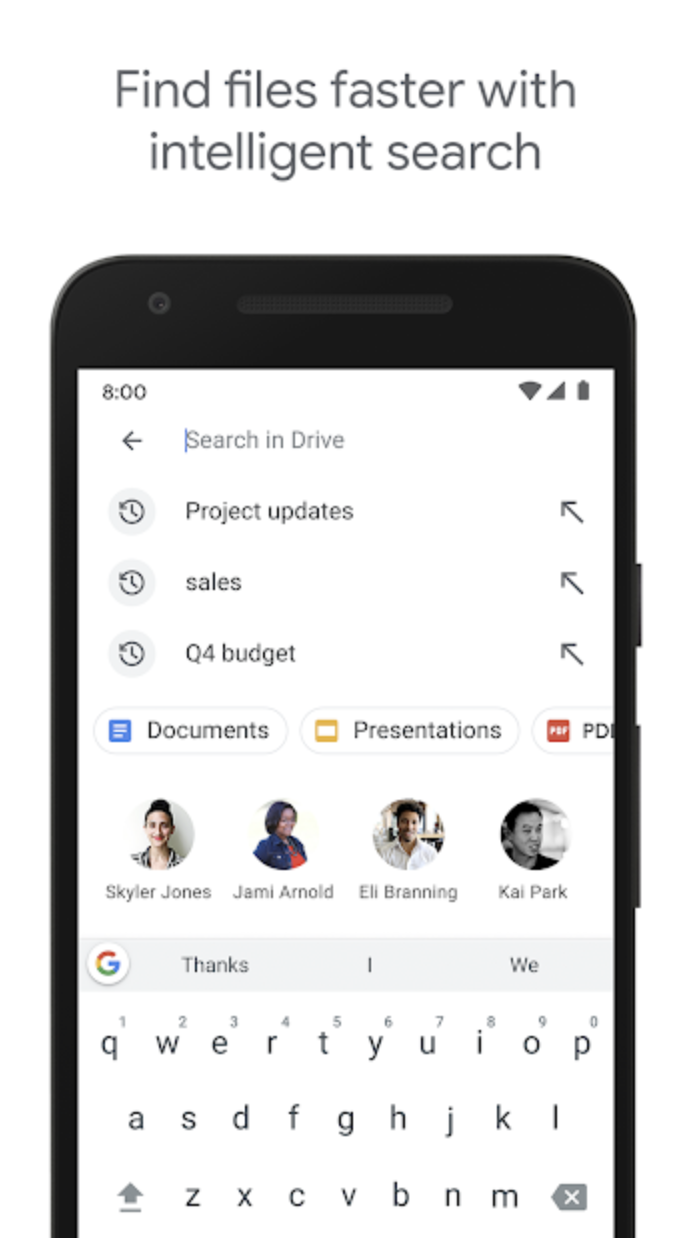 Find files faster with
intelligent search
8:00
Search in Drive
Project updates
sales
Q4 budget
Documents Presentations PDF
Skyler Jones Jami Arnold Eli Branning Kai Park
Thanks I We
1 2 3 4 5 6 7 8 9 0
q w e r t y u i o p
a s d f g h j k l
z x c v b n m